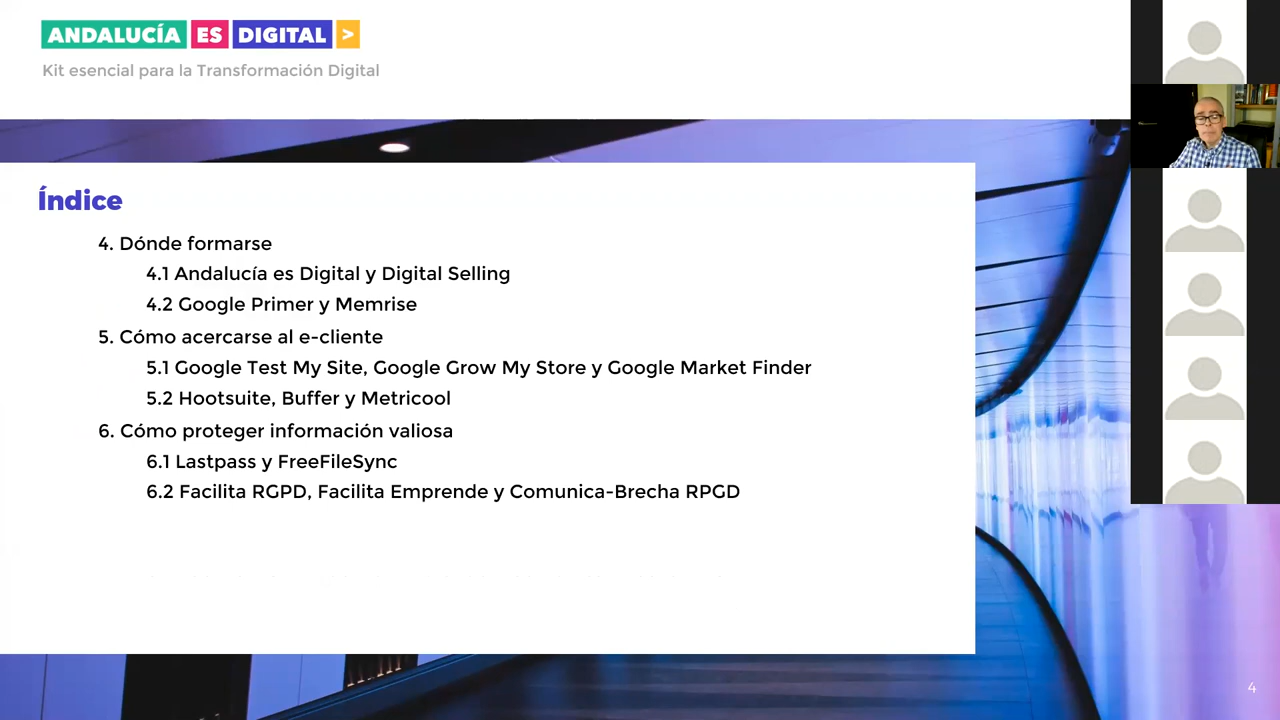 ANDALUCÍA ES DIGITAL >
Kit esencial para la Transformación Digital
Índice
4. Dónde formarse
4.1 Andalucía es Digital y Digital Selling
4.2 Google Primer y Memrise
5. Cómo acercarse al e-cliente
5.1 Google Test My Site, Google Grow My Store y Google Market Finder
5.2 Hootsuite, Buffer y Metricool
6. Cómo proteger información valiosa
6.1 Lastpass y FreeFileSync
6.2 Facilita RGPD, Facilita Emprende y Comunica-Brecha RPGD
4